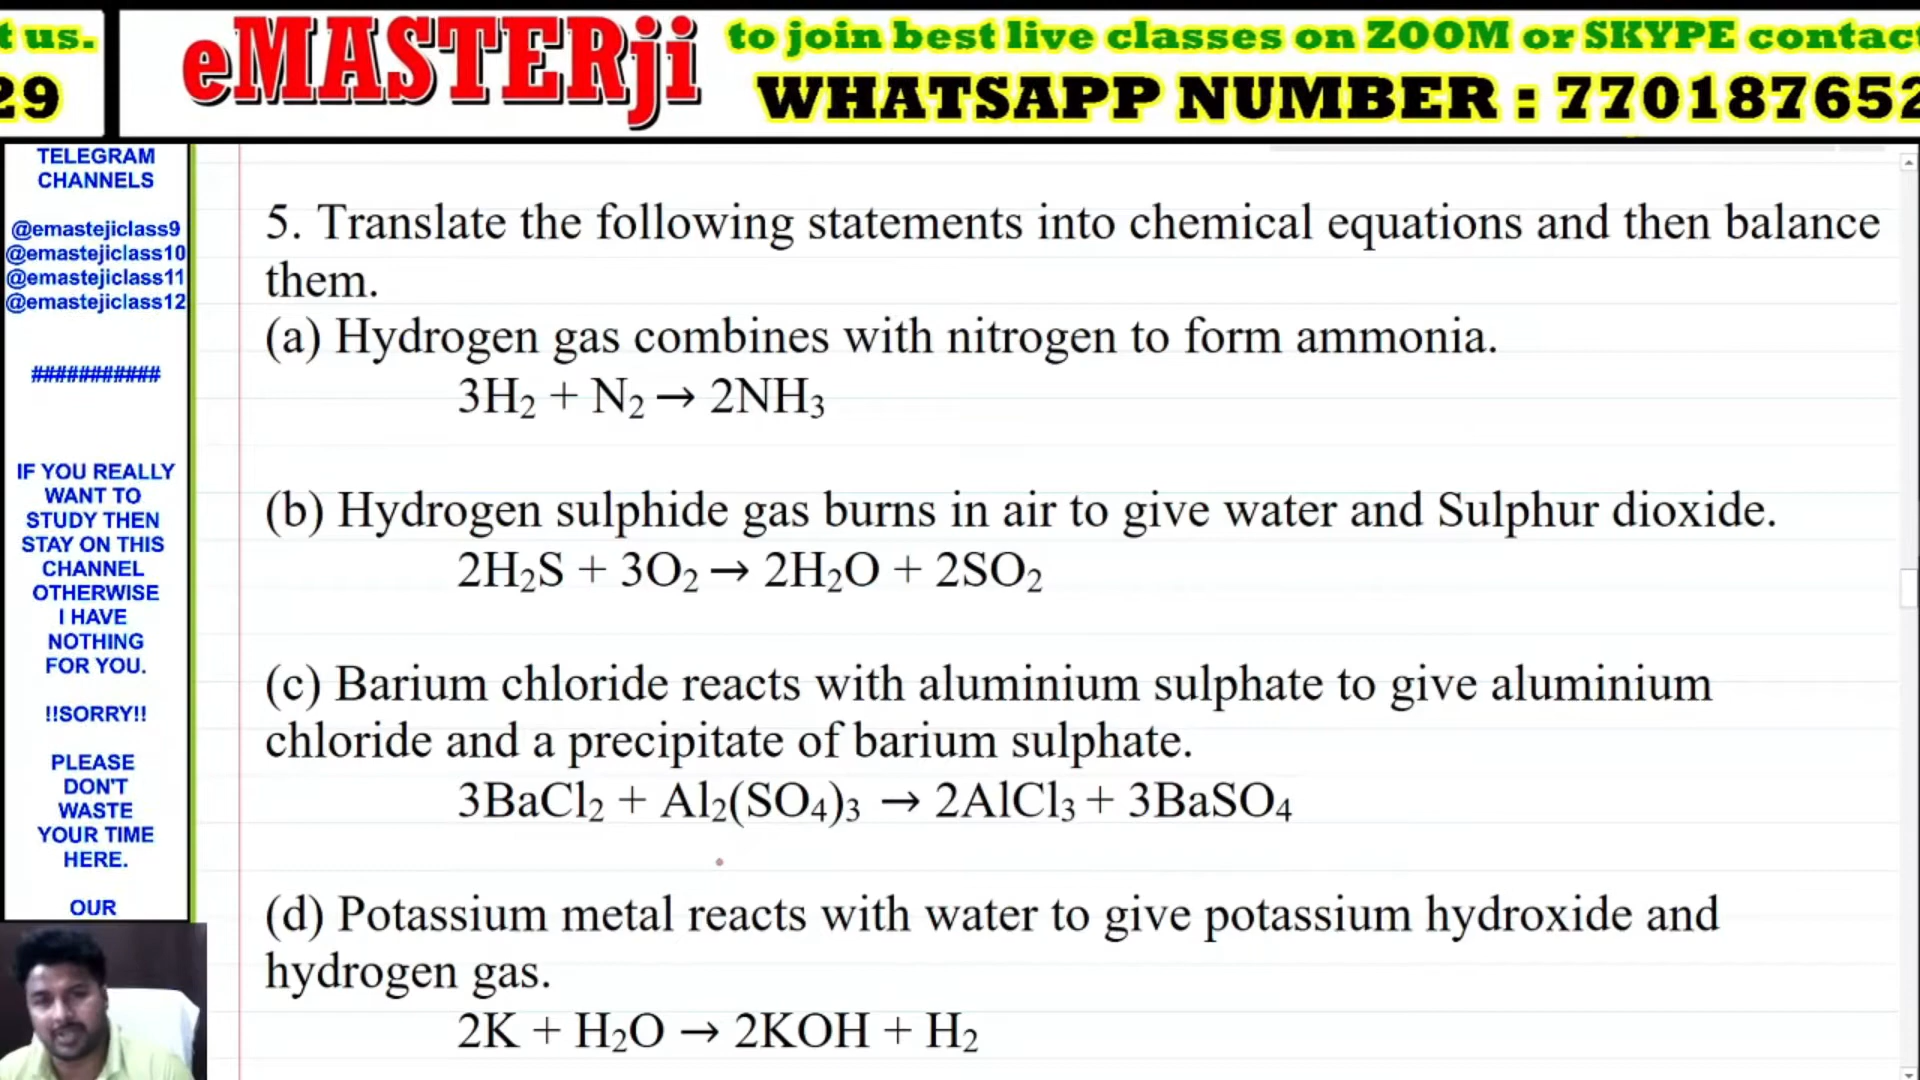 t us.
29
eMASTERji
to join best live classes on ZOOM or SKYPE contact
WHATSAPP NUMBER : 770187652
TELEGRAM
CHANNELS
@emastejiclass9
@emastejiclass10
@emastejiclass11
@emastejiclass12
###########
IF YOU REALLY
WANT TO
STUDY THEN
STAY ON THIS
CHANNEL
OTHERWISE
I HAVE
NOTHING
FOR YOU.
!!SORRY!!
PLEASE
DON'T
WASTE
YOUR TIME
HERE.
OUR
5. Translate the following statements into chemical equations and then balance
them.
(a) Hydrogen gas combines with nitrogen to form ammonia.
3H₂ + N₂ → 2NH₃
(b) Hydrogen sulphide gas burns in air to give water and Sulphur dioxide.
2H₂S + 3O₂ → 2H₂O + 2SO₂
(c) Barium chloride reacts with aluminium sulphate to give aluminium
chloride and a precipitate of barium sulphate.
3BaCl₂ + Al₂(SO₄)₃ → 2AlCl₃ + 3BaSO₄
(d) Potassium metal reacts with water to give potassium hydroxide and
hydrogen gas.
2K + H₂O → 2KOH + H₂